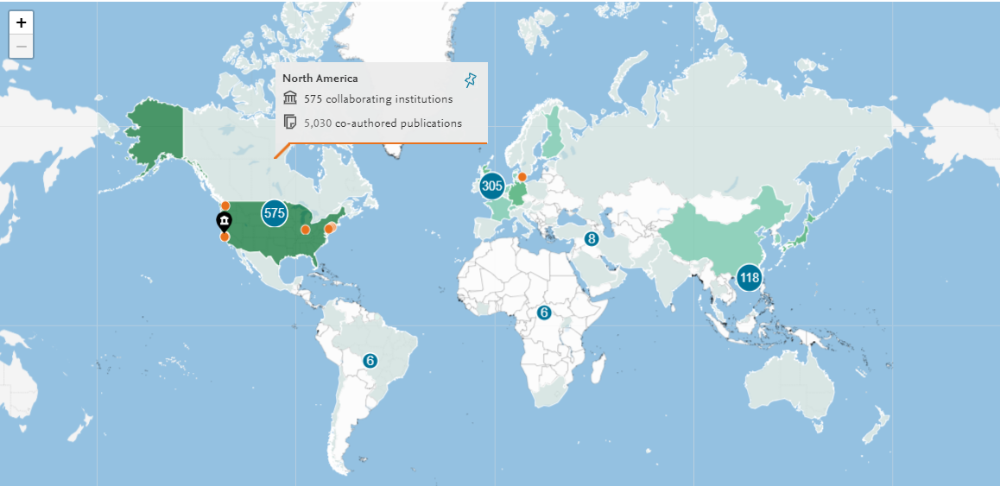 +
−
North America
575 collaborating institutions
5,030 co-authored publications
305
575
8
118
6
6